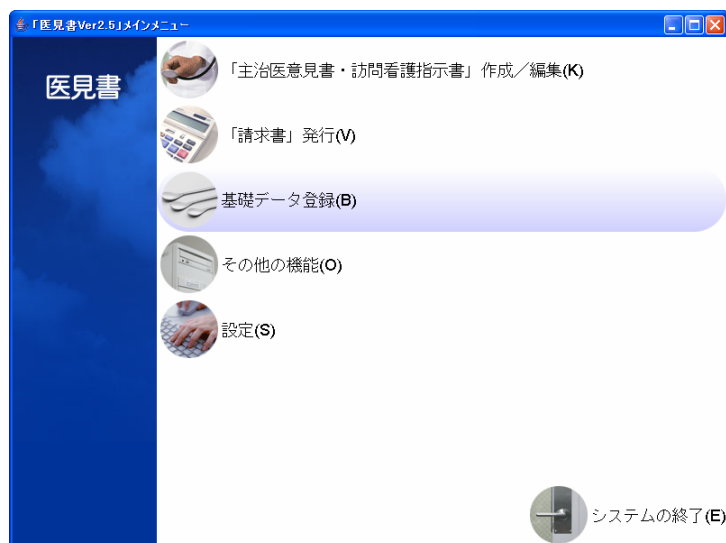 「医見書Ver2.5」メインメニュー
医見書
「主治医意見書・訪問看護指示書」作成／編集(K)
「請求書」発行(V)
基礎データ登録(B)
その他の機能(O)
設定(S)
システムの終了(E)